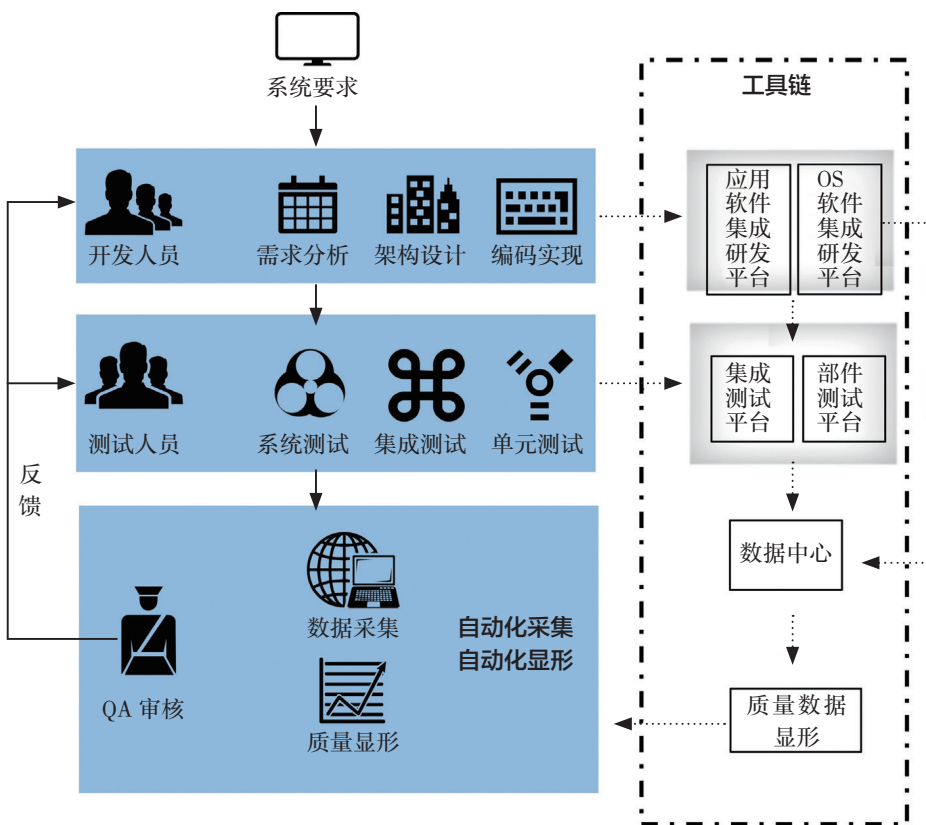 系统要求
开发人员
需求分析
架构设计
编码实现
测试人员
系统测试
集成测试
单元测试
反
馈
数据采集
自动化采集
自动化显形
QA 审核
质量显形
工具链
应用
软件
集成
研发
平台
OS
软件
集成
研发
平台
集成
测试
平台
部件
测试
平台
数据中心
质量数据
显形